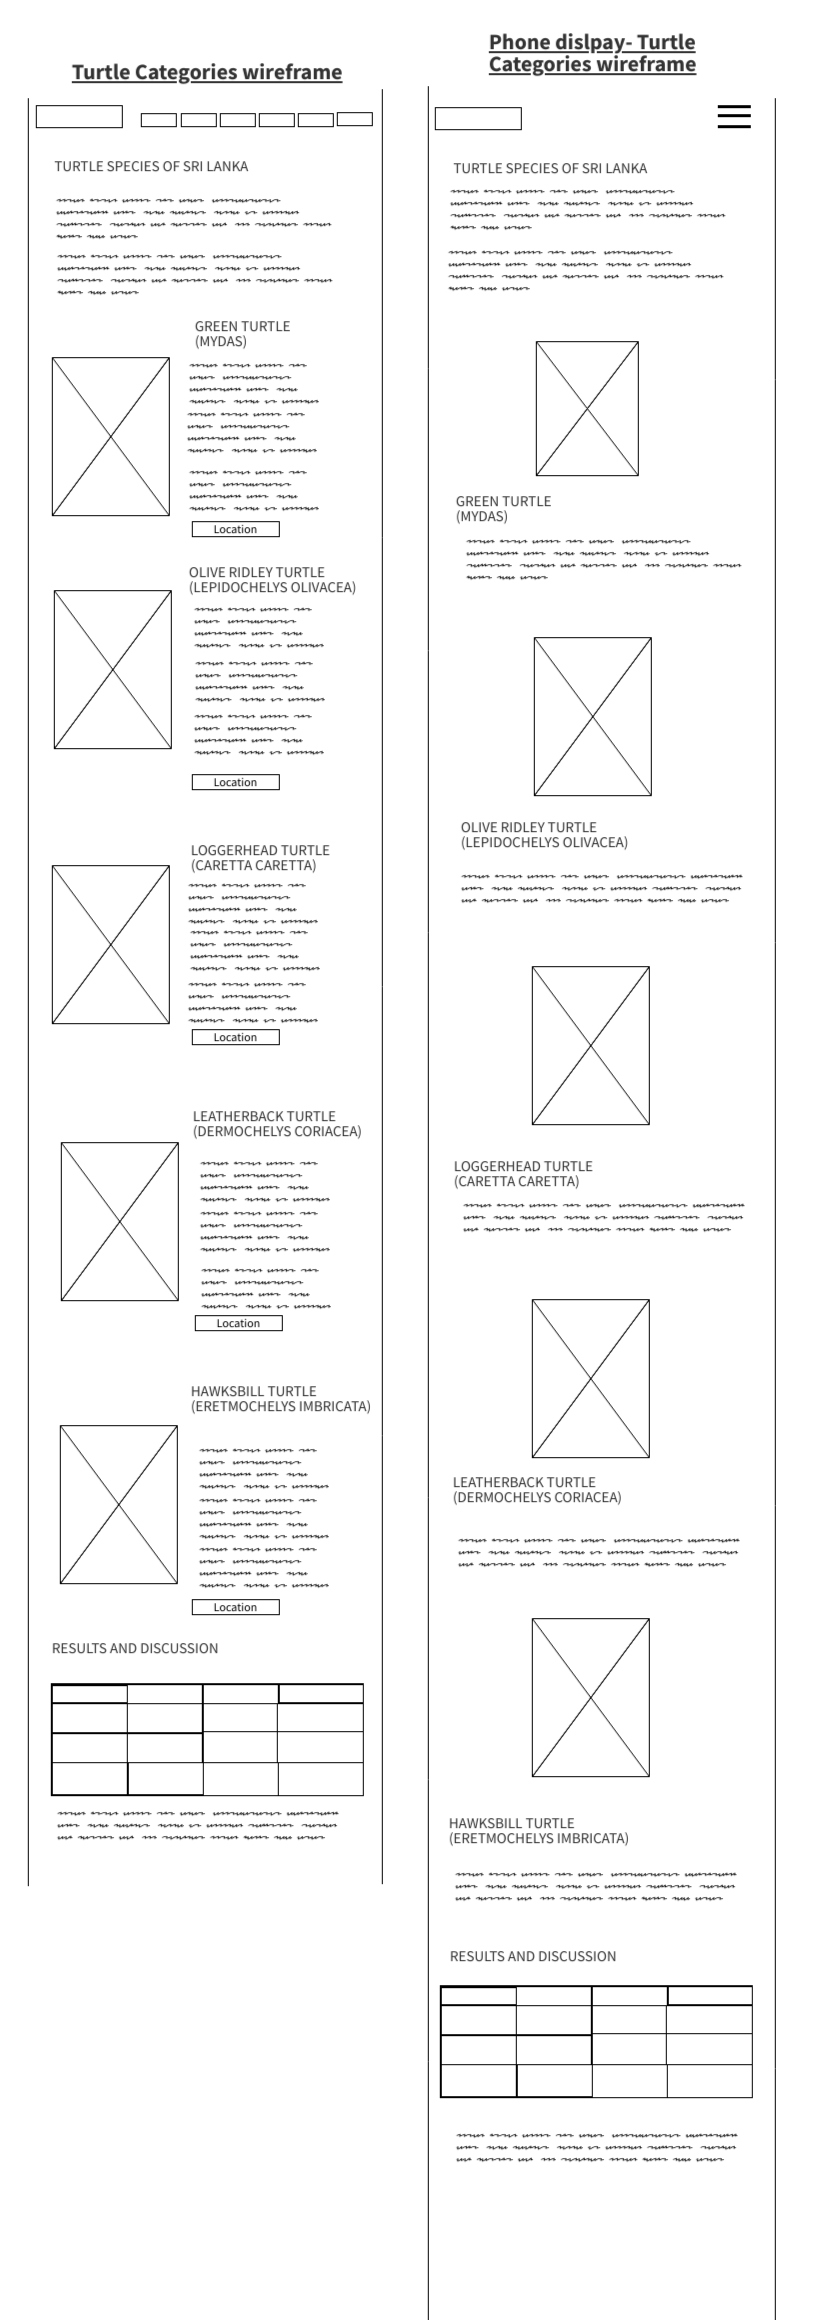 Turtle Categories wireframe
TURTLE SPECIES OF SRI LANKA
GREEN TURTLE
(MYDAS)
Location
OLIVE RIDLEY TURTLE
(LEPIDOCHELYS OLIVACEA)
Location
LOGGERHEAD TURTLE
(CARETTA CARETTA)
Location
LEATHERBACK TURTLE
(DERMOCHELYS CORIACEA)
Location
HAWKSBILL TURTLE
(ERETMOCHELYS IMBRICATA)
Location
RESULTS AND DISCUSSION
Phone dislpay- Turtle
Categories wireframe
TURTLE SPECIES OF SRI LANKA
GREEN TURTLE
(MYDAS)
OLIVE RIDLEY TURTLE
(LEPIDOCHELYS OLIVACEA)
LOGGERHEAD TURTLE
(CARETTA CARETTA)
LEATHERBACK TURTLE
(DERMOCHELYS CORIACEA)
HAWKSBILL TURTLE
(ERETMOCHELYS IMBRICATA)
RESULTS AND DISCUSSION